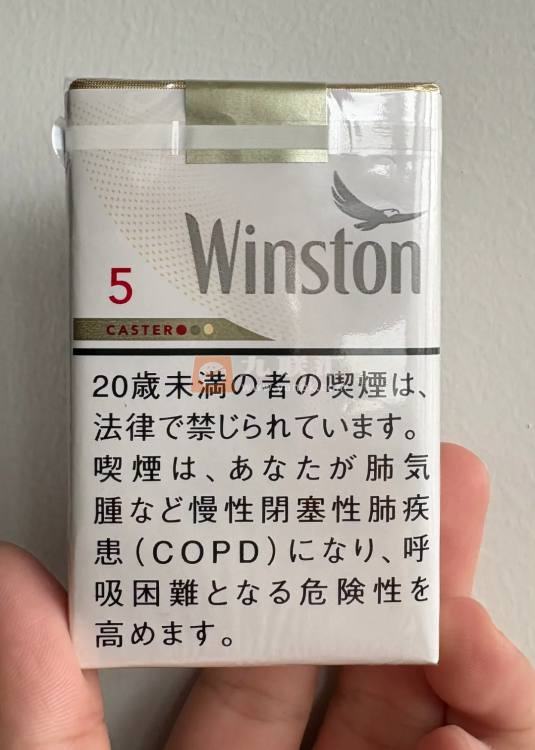 Winston
5
CASTER
20歳未満の者の喫煙は、
法律で禁じられています。
喫煙は、あなたが肺気
腫など慢性閉塞性肺疾
患(COPD)になり、呼
吸困難となる危険性を
高めます。